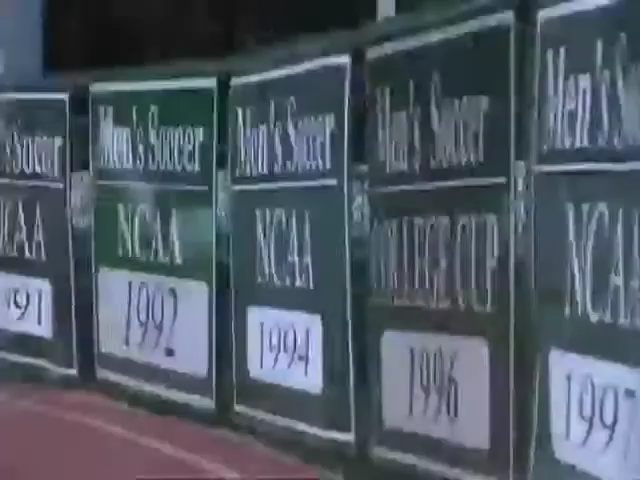 Men's Soccer
NCAA
1991
Men's Soccer
NCAA
1992
Men's Soccer
NCAA
1994
Men's Soccer
COLLEGE CUP
1996
Men's
NCAA
1997